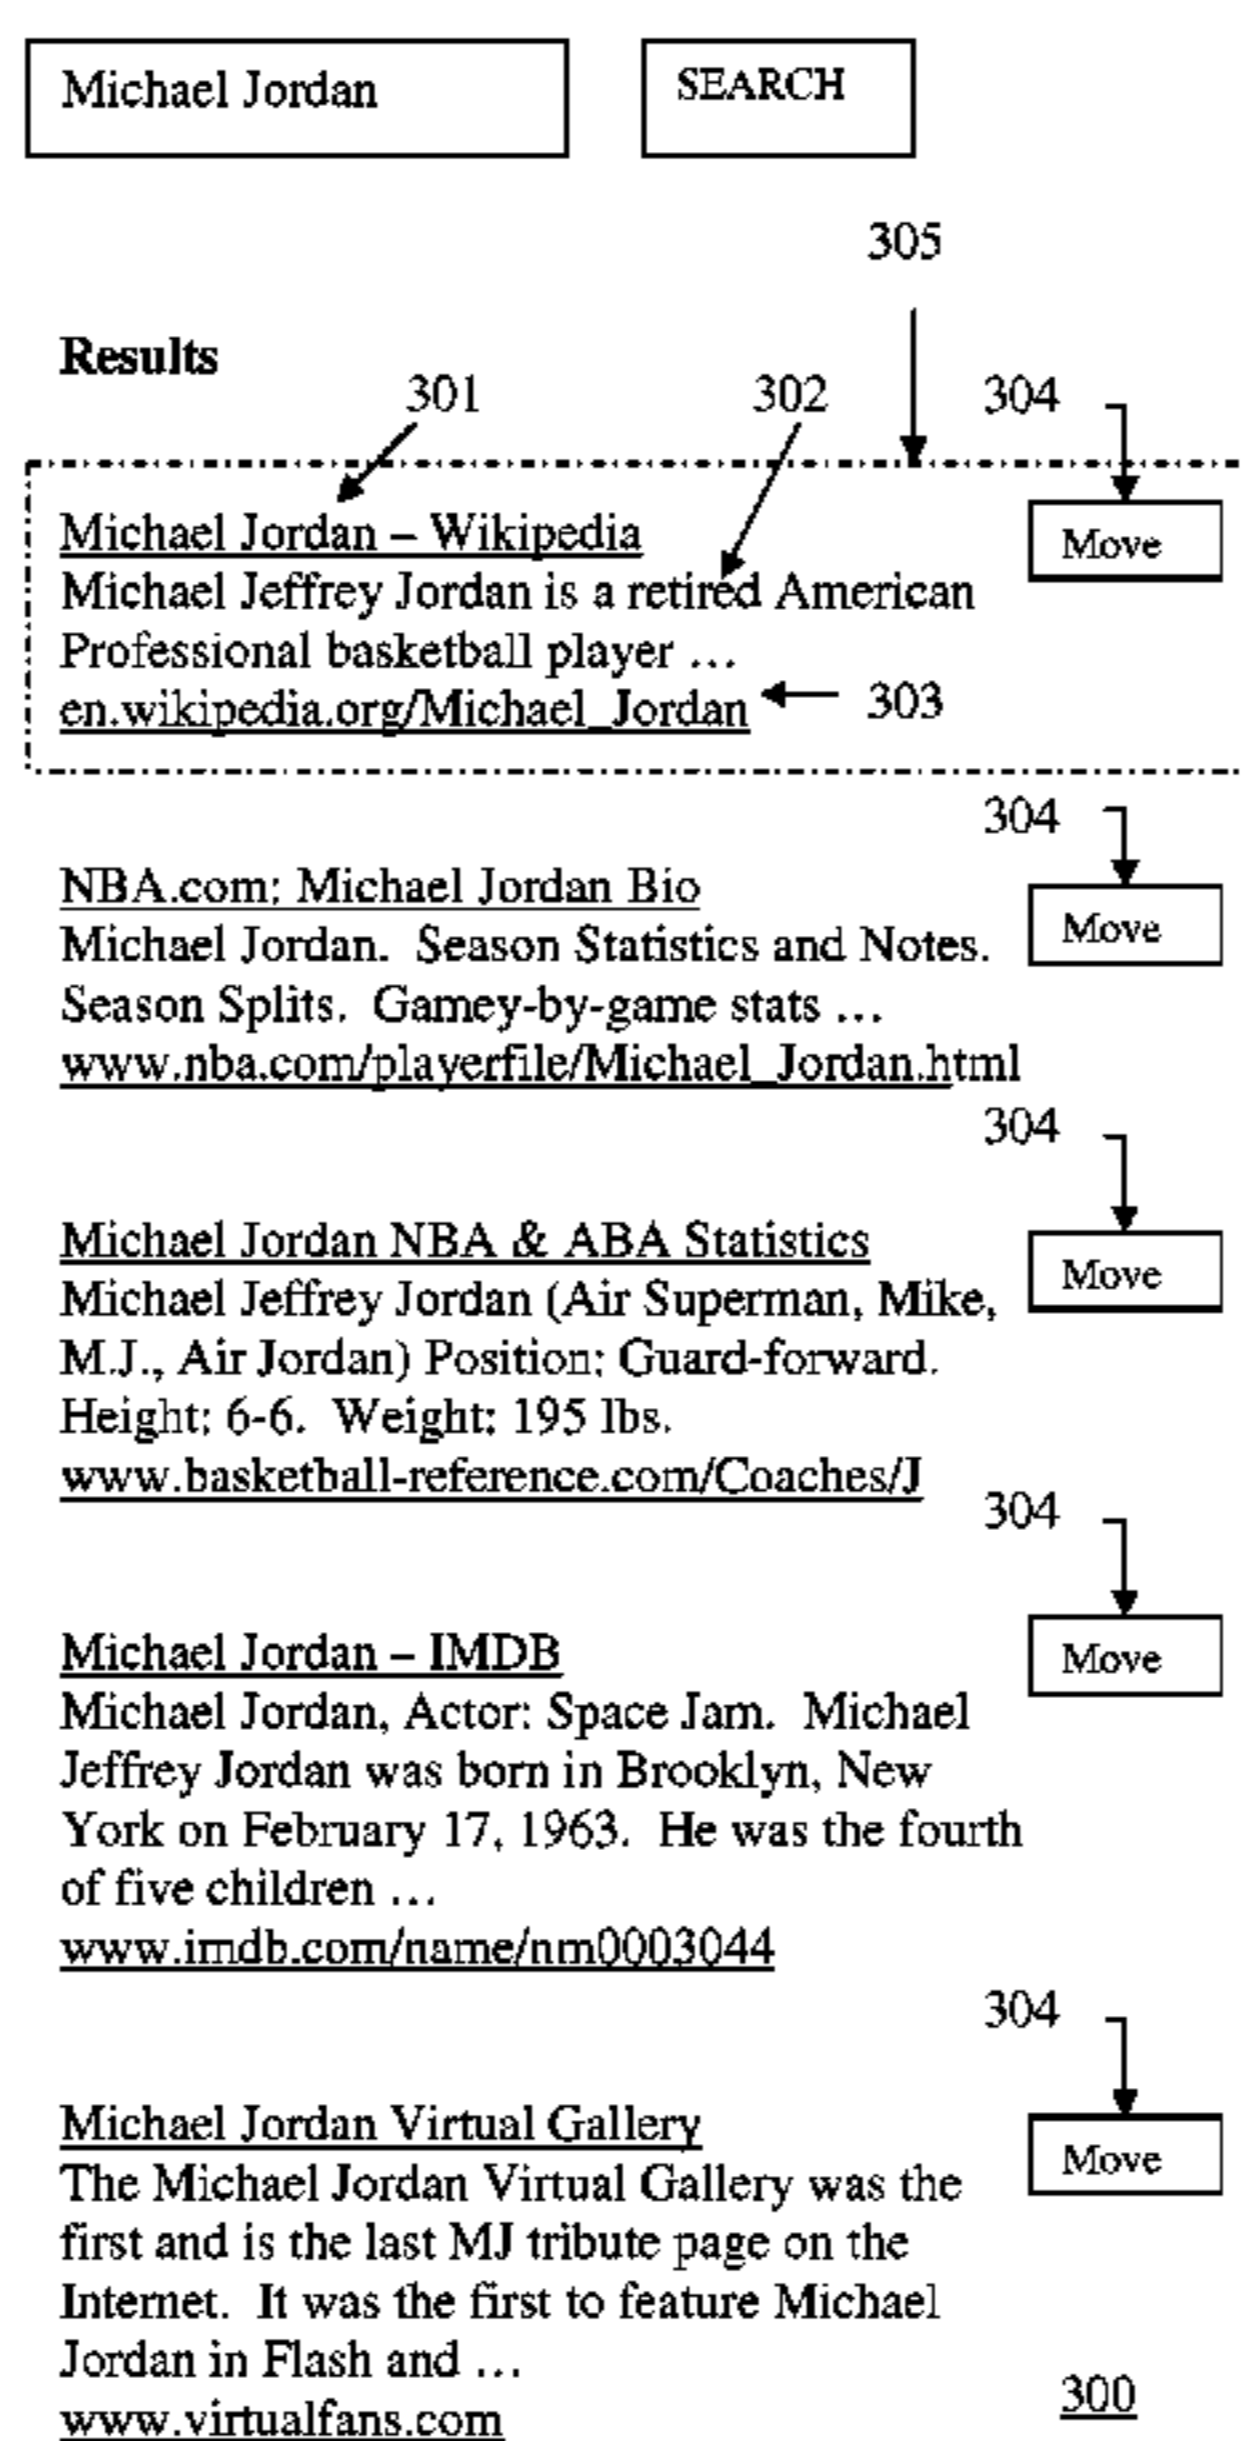 Michael Jordan SEARCH
305
Results
301 302 304
Michael Jordan – Wikipedia Move
Michael Jeffrey Jordan is a retired American
Professional basketball player ...
en.wikipedia.org/Michael_Jordan 303
304
NBA.com; Michael Jordan Bio Move
Michael Jordan. Season Statistics and Notes.
Season Splits. Gamey-by-game stats ...
www.nba.com/playerfile/Michael_Jordan.html
304
Michael Jordan NBA & ABA Statistics Move
Michael Jeffrey Jordan (Air Superman, Mike,
M.J., Air Jordan) Position: Guard-forward.
Height: 6-6. Weight: 195 lbs.
www.basketball-reference.com/Coaches/J
304
Michael Jordan – IMDB Move
Michael Jordan, Actor: Space Jam. Michael
Jeffrey Jordan was born in Brooklyn, New
York on February 17, 1963. He was the fourth
of five children ...
www.imdb.com/name/nm0003044
304
Michael Jordan Virtual Gallery Move
The Michael Jordan Virtual Gallery was the
first and is the last MJ tribute page on the
Internet. It was the first to feature Michael
Jordan in Flash and ...
www.virtualfans.com 300